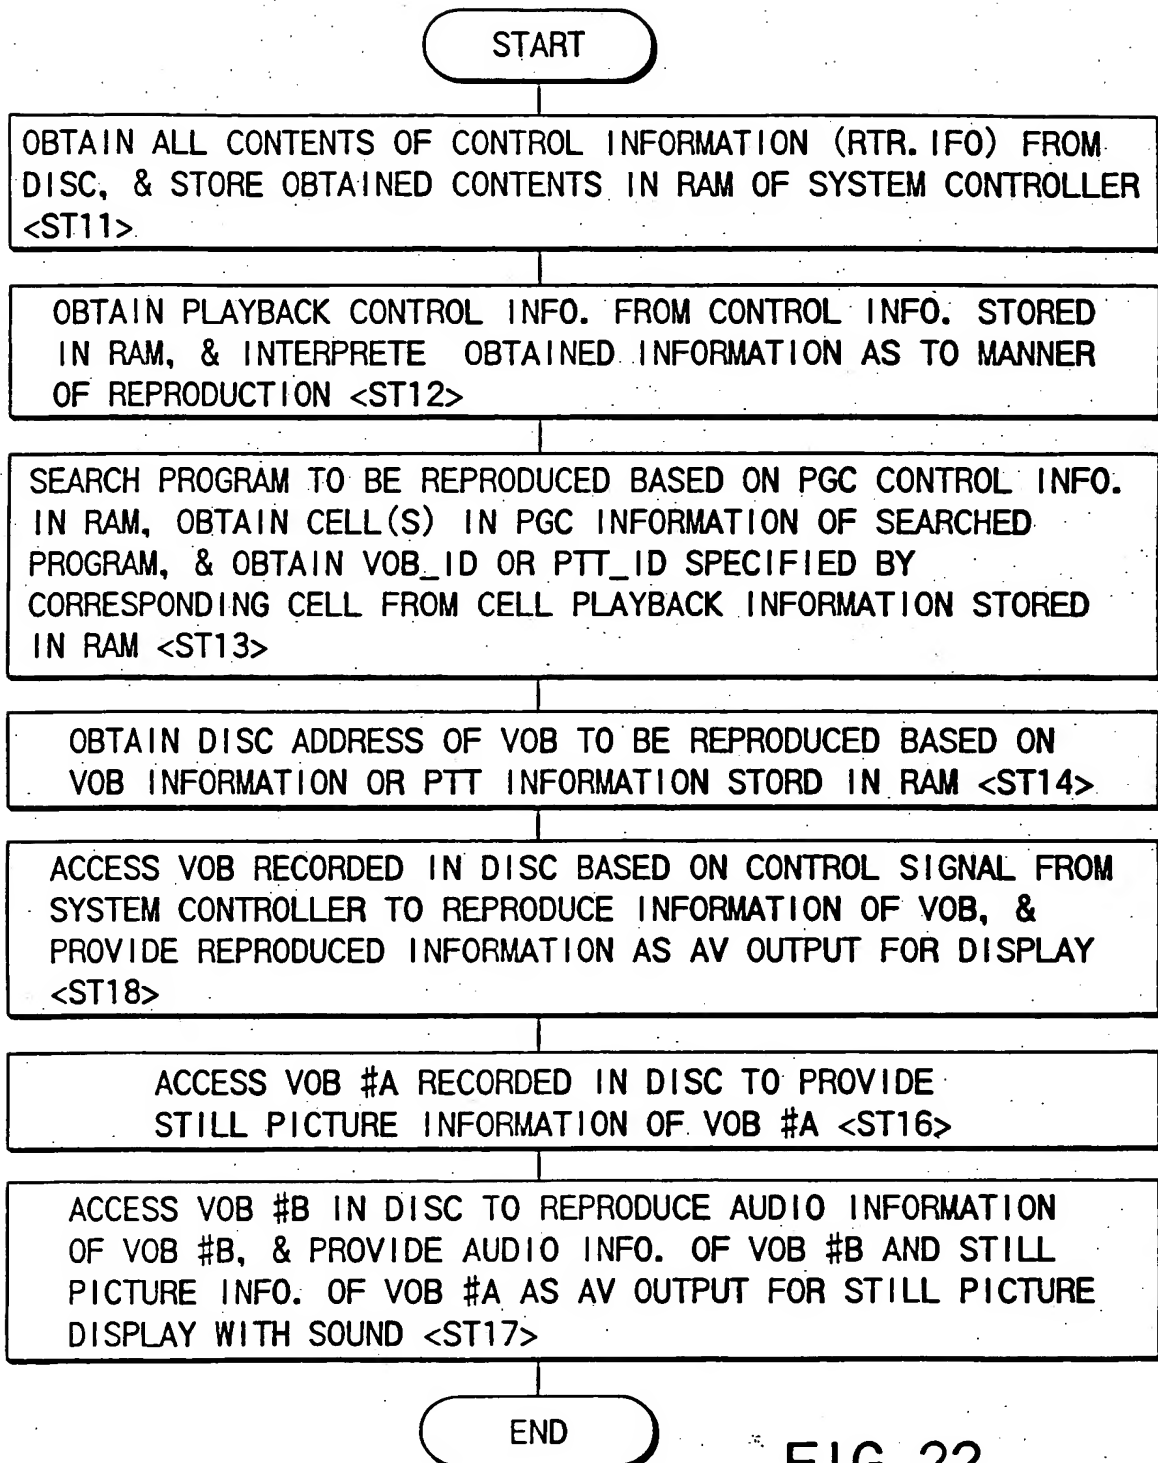 START
OBTAIN ALL CONTENTS OF CONTROL INFORMATION (RTR.IFO) FROM
DISC, & STORE OBTAINED CONTENTS IN RAM OF SYSTEM CONTROLLER
<ST11>
OBTAIN PLAYBACK CONTROL INFO. FROM CONTROL INFO. STORED
IN RAM, & INTERPRETE OBTAINED INFORMATION AS TO MANNER
OF REPRODUCTION <ST12>
SEARCH PROGRAM TO BE REPRODUCED BASED ON PGC CONTROL INFO.
IN RAM, OBTAIN CELL(S) IN PGC INFORMATION OF SEARCHED
PROGRAM, & OBTAIN VOB_ID OR PTT_ID SPECIFIED BY
CORRESPONDING CELL FROM CELL PLAYBACK INFORMATION STORED
IN RAM <ST13>
OBTAIN DISC ADDRESS OF VOB TO BE REPRODUCED BASED ON
VOB INFORMATION OR PTT INFORMATION STORD IN RAM <ST14>
ACCESS VOB RECORDED IN DISC BASED ON CONTROL SIGNAL FROM
SYSTEM CONTROLLER TO REPRODUCE INFORMATION OF VOB, &
PROVIDE REPRODUCED INFORMATION AS AV OUTPUT FOR DISPLAY
<ST18>
ACCESS VOB #A RECORDED IN DISC TO PROVIDE
STILL PICTURE INFORMATION OF VOB #A <ST16>
ACCESS VOB #B IN DISC TO REPRODUCE AUDIO INFORMATION
OF VOB #B, & PROVIDE AUDIO INFO. OF VOB #B AND STILL
PICTURE INFO. OF VOB #A AS AV OUTPUT FOR STILL PICTURE
DISPLAY WITH SOUND <ST17>
END
FIG. 22